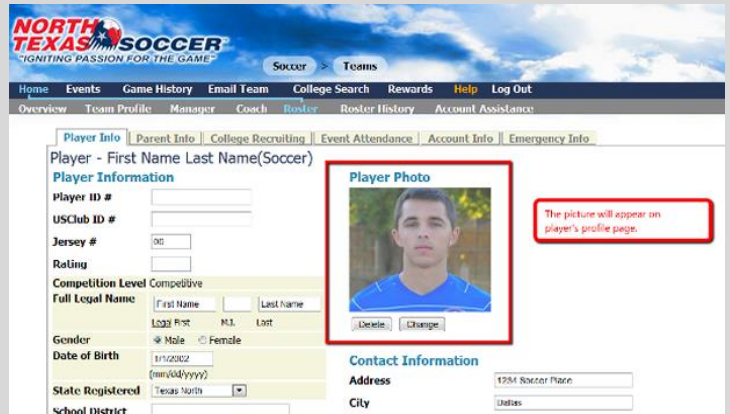 NORTH
TEXAS SOCCER
"IGNITING PASSION FOR THE GAME"
Soccer > Teams
Home Events Game History Email Team College Search Rewards Help Log Out
Overview Team Profile Manager Coach Roster Roster History Account Assistance
Player Info Parent Info College Recruiting Event Attendance Account Info Emergency Info
Player - First Name Last Name(Soccer)
Player Information
Player ID #
USClub ID #
Jersey # 00
Rating
Competition Level Competitive
Full Legal Name First Name Last Name
Legal First M.I. Last
Gender Male Female
Date of Birth 1/1/2002
(mm/dd/yyyy)
State Registered Texas North
School District
Player Photo
Delete Change
The picture will appear on
player's profile page.
Contact Information
Address 1234 Soccer Place
City Dallas